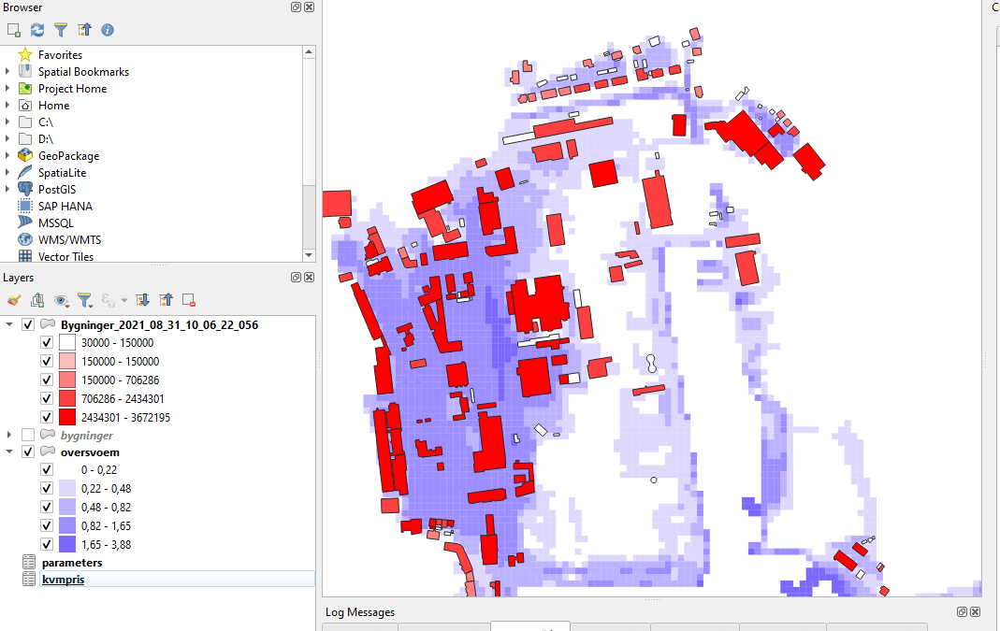 Browser
Favorites
Spatial Bookmarks
Project Home
Home
C:\
D:\
GeoPackage
SpatiaLite
PostGIS
SAP HANA
MSSQL
WMS/WMTS
Vector Tiles
Layers
Bygninger_2021_08_31_10_06_22_056
30000 - 150000
150000 - 150000
150000 - 706286
706286 - 2434301
2434301 - 3672195
bygninger
oversvoem
0 - 0,22
0,22 - 0,48
0,48 - 0,82
0,82 - 1,65
1,65 - 3,88
parameters
kvmpris
Log Messages